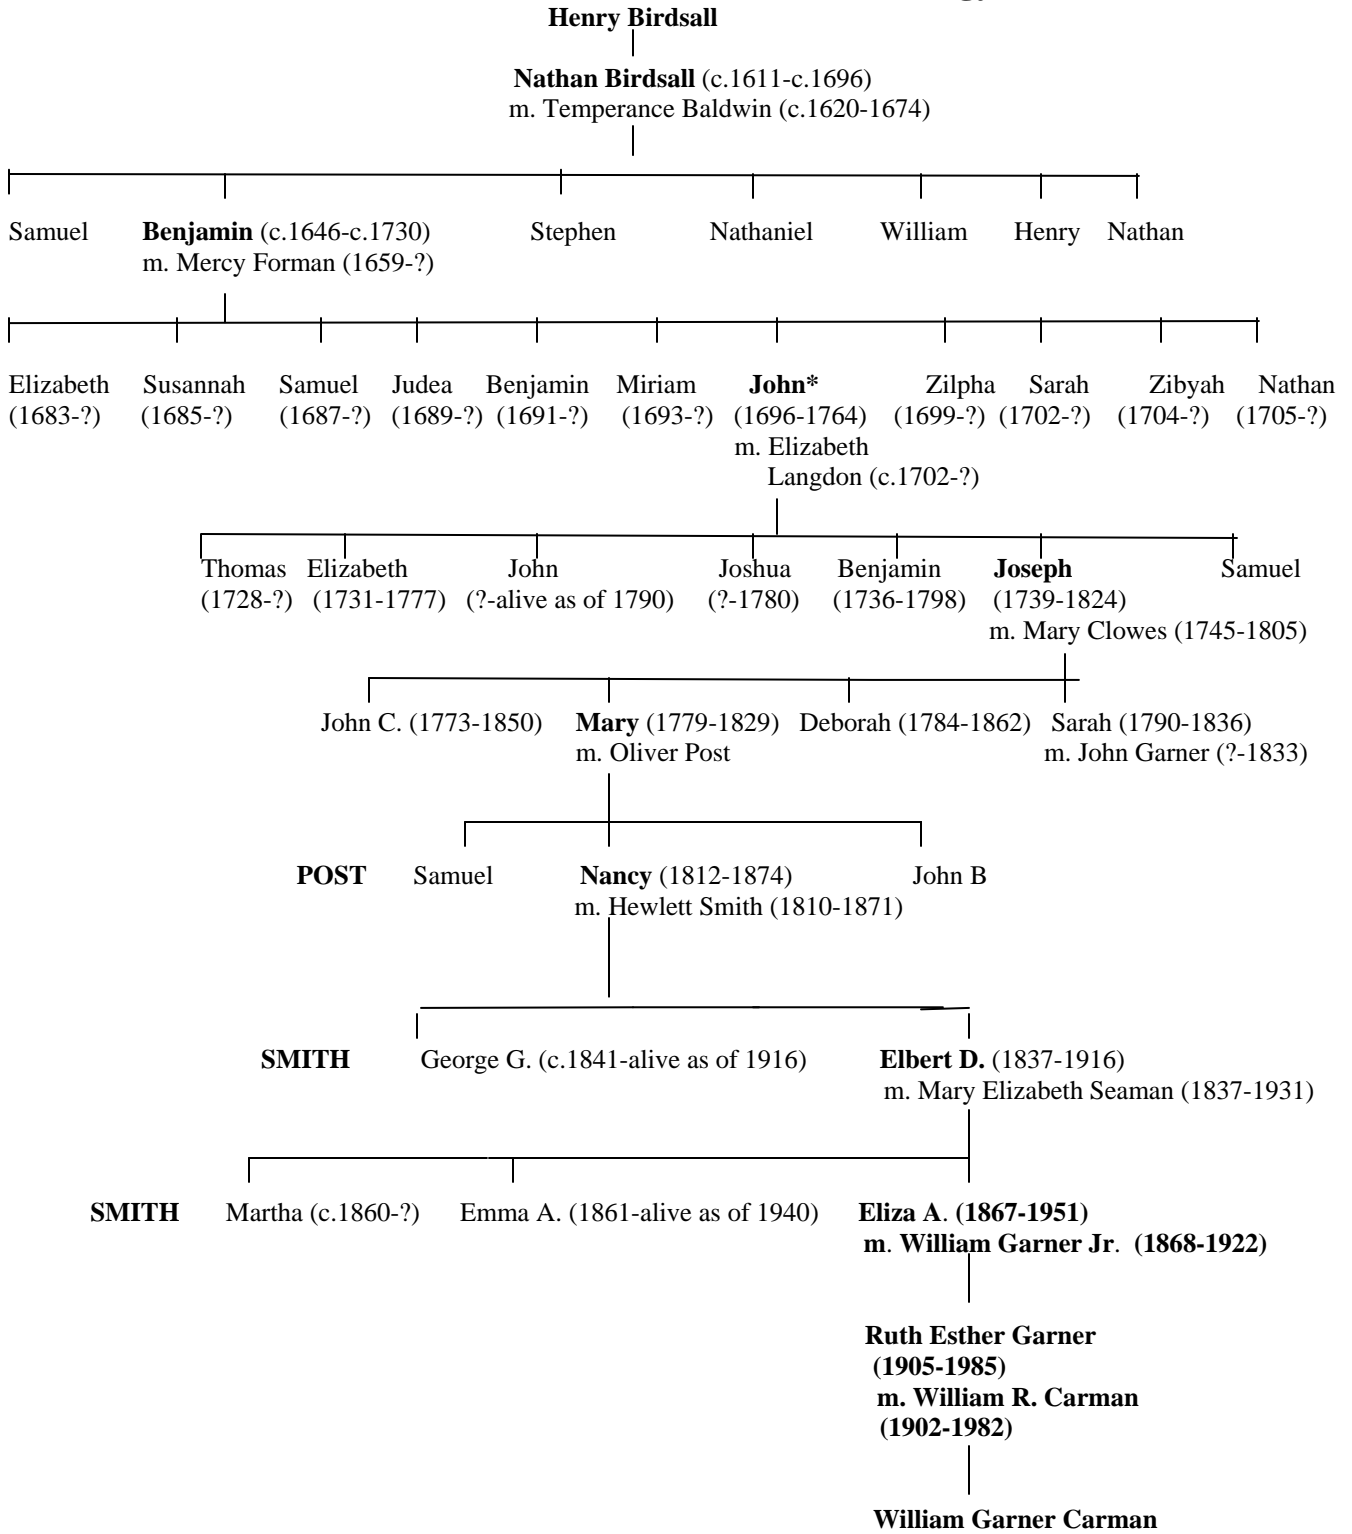 Henry Birdsall
Nathan Birdsall (c.1611-c.1696)
m. Temperance Baldwin (c.1620-1674)
Samuel Benjamin (c.1646-c.1730) Stephen Nathaniel William Henry Nathan
m. Mercy Forman (1659-?)
Elizabeth Susannah Samuel Judea Benjamin Miriam John* Zilpha Sarah Zibyah Nathan
(1683-?) (1685-?) (1687-?) (1689-?) (1691-?) (1693-?) (1696-1764) (1699-?) (1702-?) (1704-?) (1705-?)
m. Elizabeth
Langdon (c.1702-?)
Thomas Elizabeth John Joshua Benjamin Joseph Samuel
(1728-?) (1731-1777) (?-alive as of 1790) (?-1780) (1736-1798) (1739-1824)
m. Mary Clowes (1745-1805)
John C. (1773-1850) Mary (1779-1829) Deborah (1784-1862) Sarah (1790-1836)
m. Oliver Post m. John Garner (?-1833)
POST Samuel Nancy (1812-1874) John B
m. Hewlett Smith (1810-1871)
SMITH George G. (c.1841-alive as of 1916) Elbert D. (1837-1916)
m. Mary Elizabeth Seaman (1837-1931)
SMITH Martha (c.1860-?) Emma A. (1861-alive as of 1940) Eliza A. (1867-1951)
m. William Garner Jr. (1868-1922)
Ruth Esther Garner
(1905-1985)
m. William R. Carman
(1902-1982)
William Garner Carman